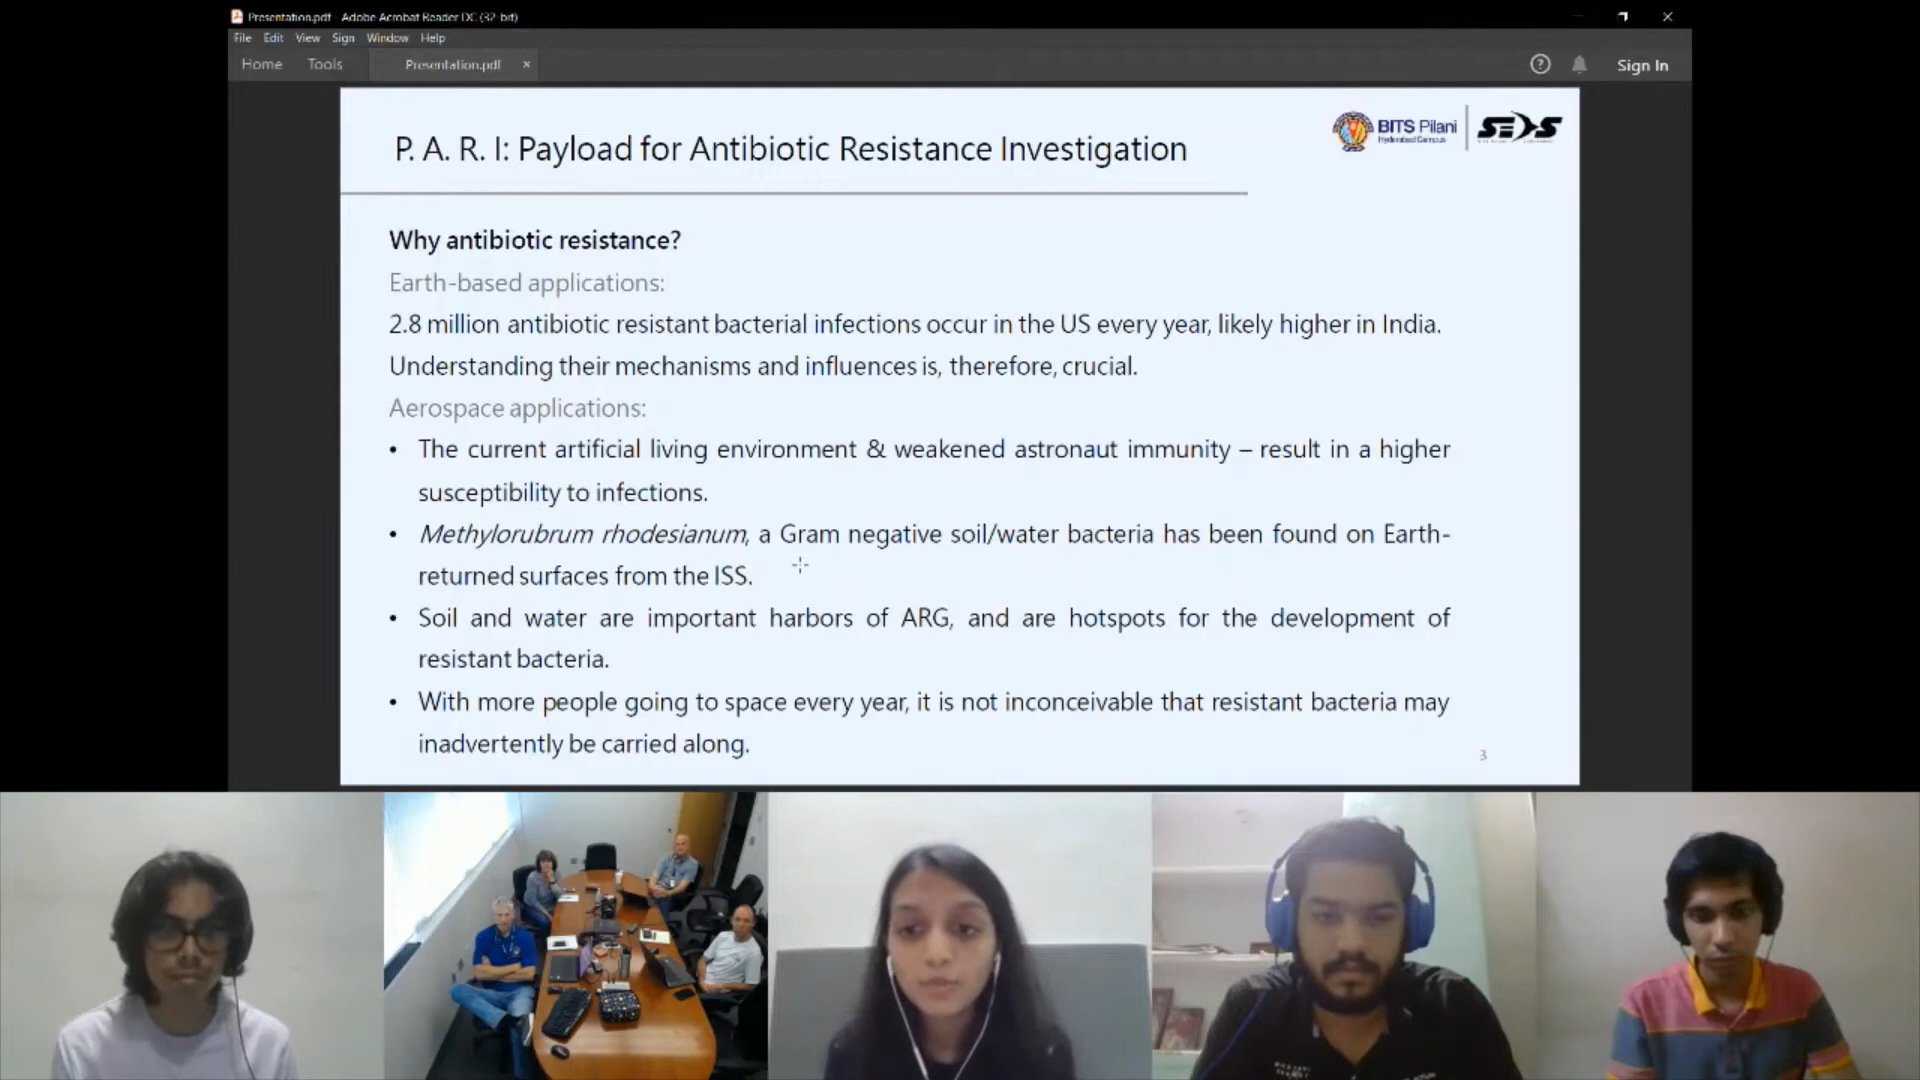 Presentation.pdf - Adobe Acrobat Reader DC (32-bit)
File Edit View Sign Window Help
Home Tools Presentation.pdf × Sign In
P. A. R. I: Payload for Antibiotic Resistance Investigation
BITS Pilani
Hyderabad Campus
SEDS
Why antibiotic resistance?
Earth-based applications:
2.8 million antibiotic resistant bacterial infections occur in the US every year, likely higher in India.
Understanding their mechanisms and influences is, therefore, crucial.
Aerospace applications:
• The current artificial living environment & weakened astronaut immunity – result in a higher
susceptibility to infections.
• Methylorubrum rhodesianum, a Gram negative soil/water bacteria has been found on Earth-
returned surfaces from the ISS.
• Soil and water are important harbors of ARG, and are hotspots for the development of
resistant bacteria.
• With more people going to space every year, it is not inconceivable that resistant bacteria may
inadvertently be carried along.
3